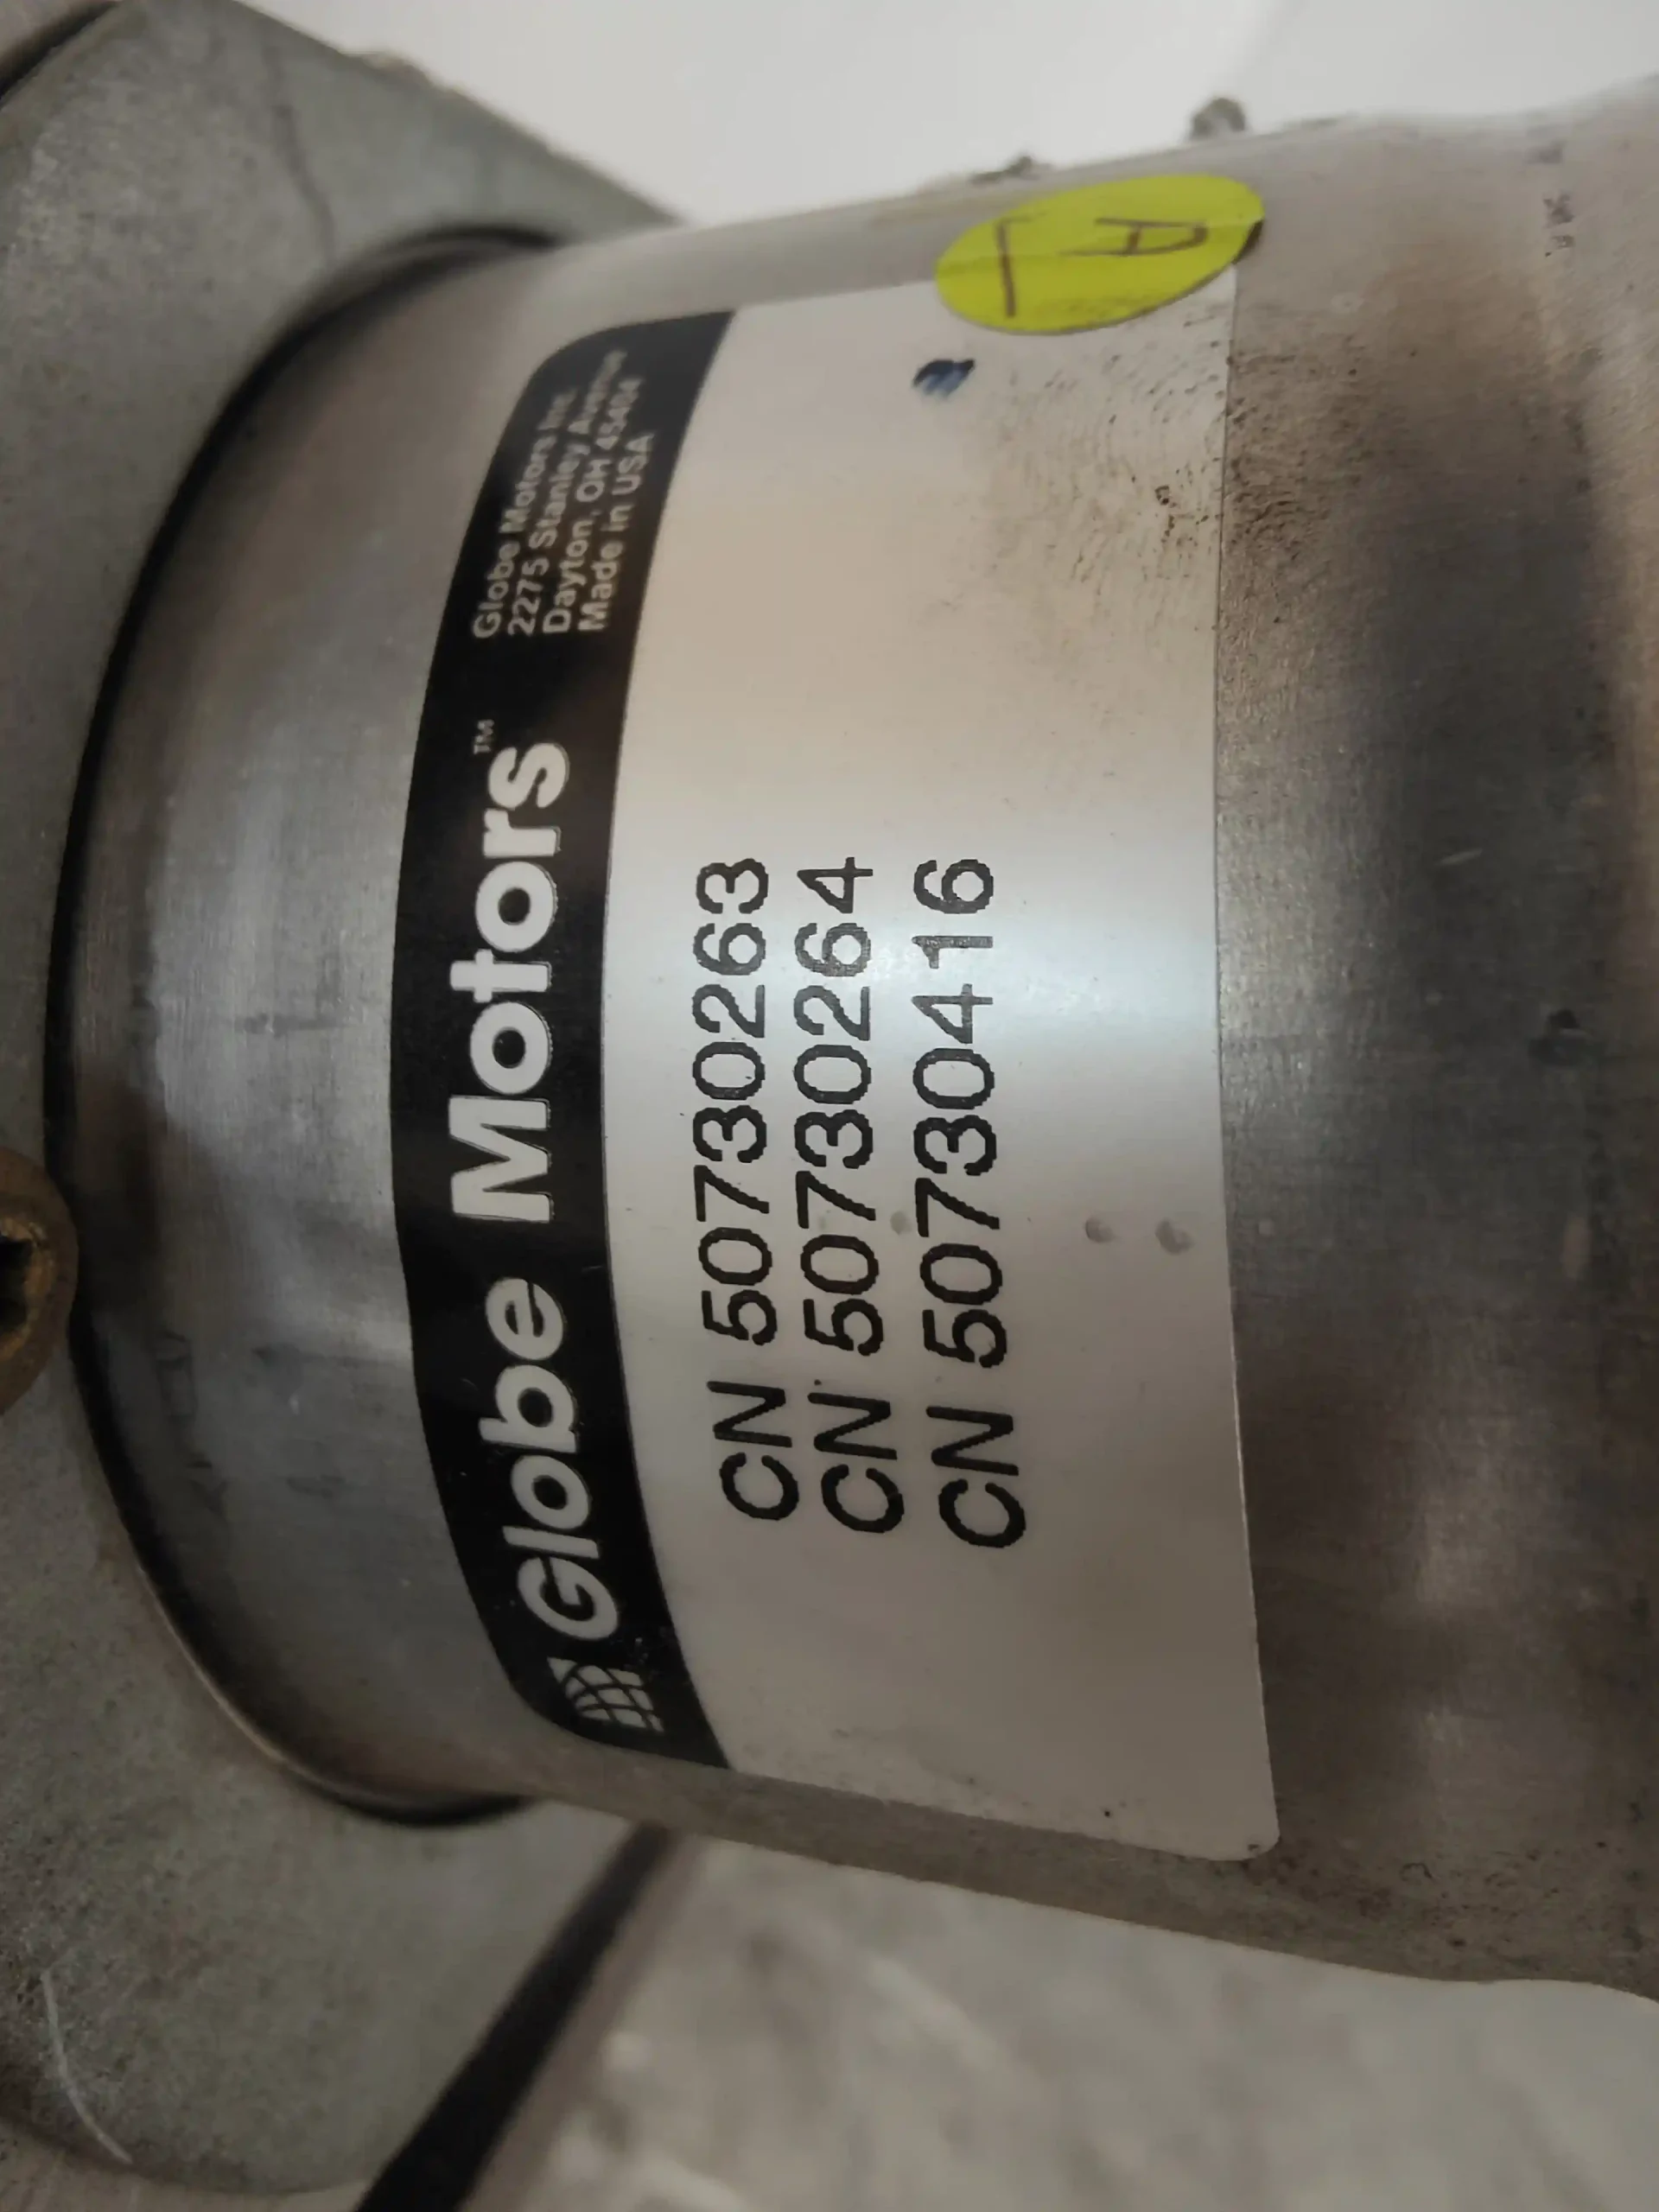 Globe Motors™
Globe Motors Inc
2275 Stanley Avenue
Dayton, OH 45404
Made in USA
CN 50730263
CN 50730264
CN 50730416
A